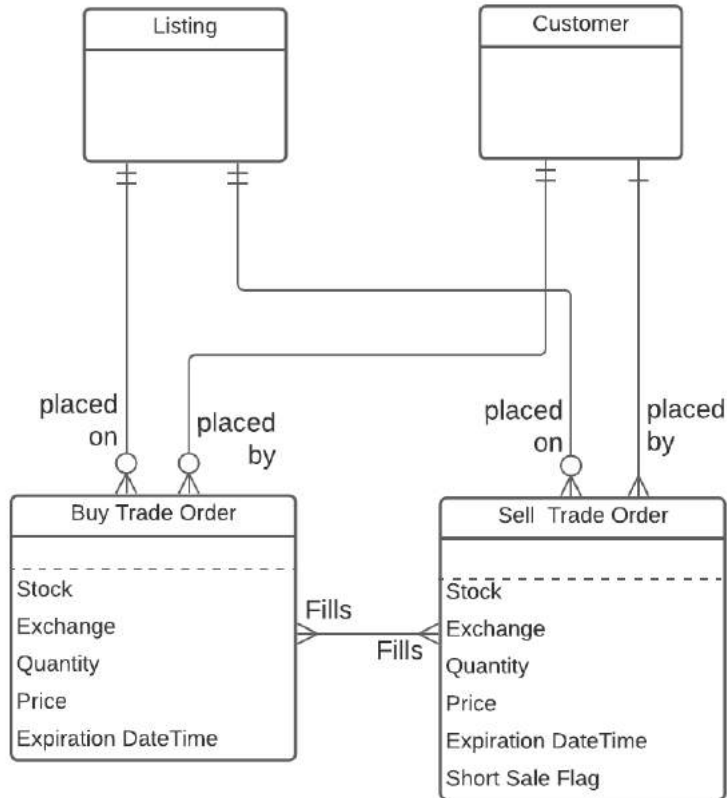 Listing
Customer
placed
on
placed
by
placed
on
placed
by
Buy Trade Order
Stock
Exchange
Quantity
Price
Expiration DateTime
Fills
Fills
Sell Trade Order
Stock
Exchange
Quantity
Price
Expiration DateTime
Short Sale Flag